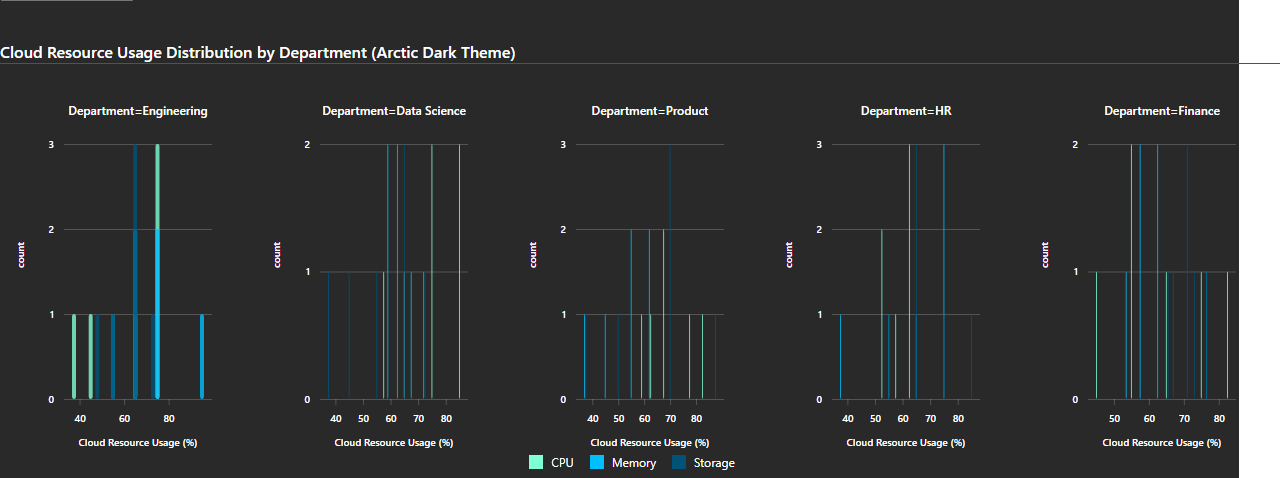 Cloud Resource Usage Distribution by Department (Arctic Dark Theme)
Department=Engineering Department=Data Science Department=Product Department=HR Department=Finance
3 2 3 3 2
2 2 2
count count count count count
1 1
1 1 1
0 0 0 0 0
40 60 80 40 50 60 70 80 40 50 60 70 80 40 50 60 70 80 50 60 70 80
Cloud Resource Usage (%) Cloud Resource Usage (%) Cloud Resource Usage (%) Cloud Resource Usage (%) Cloud Resource Usage (%)
CPU Memory Storage